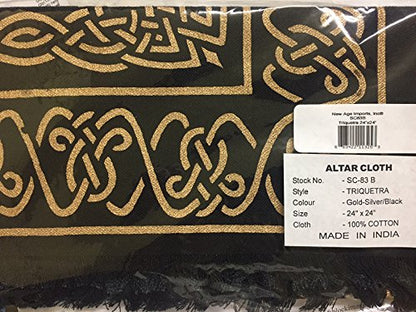 New Age Imports, Inc®
Triquetra 24"x24"
ALTAR CLOTH
Stock No. - SC-83 B
Style - TRIQUETRA
Colour - Gold-Silver/Black
Size - 24" x 24"
Cloth - 100% COTTON
MADE IN INDIA